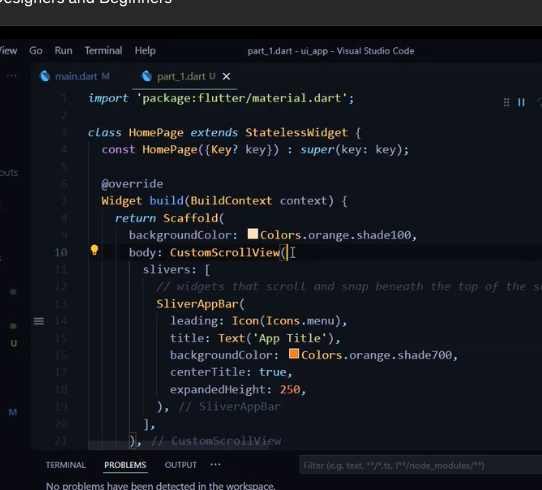 Designers and Beginners
View Go Run Terminal Help part_1.dart - ui_app - Visual Studio Code
main.dart M part_1.dart U
1 import 'package:flutter/material.dart';
2
3 class HomePage extends StatelessWidget {
4 const HomePage({Key? key}) : super(key: key);
5
6 @override
7 Widget build(BuildContext context) {
8 return Scaffold(
9 backgroundColor: Colors.orange.shade100,
10 body: CustomScrollView(
11 slivers: [
12 // widgets that scroll and snap beneath the top of the
13 SliverAppBar(
14 leading: Icon(Icons.menu),
15 title: Text('App Title'),
16 backgroundColor: Colors.orange.shade700,
17 centerTitle: true,
18 expandedHeight: 250,
19 ), // SliverAppBar
20 ],
21 ), // CustomScrollView
U
M
TERMINAL PROBLEMS OUTPUT ··· Filter (e.g. text, **/*.ts, !**/node_modules/**)
No problems have been detected in the workspace.